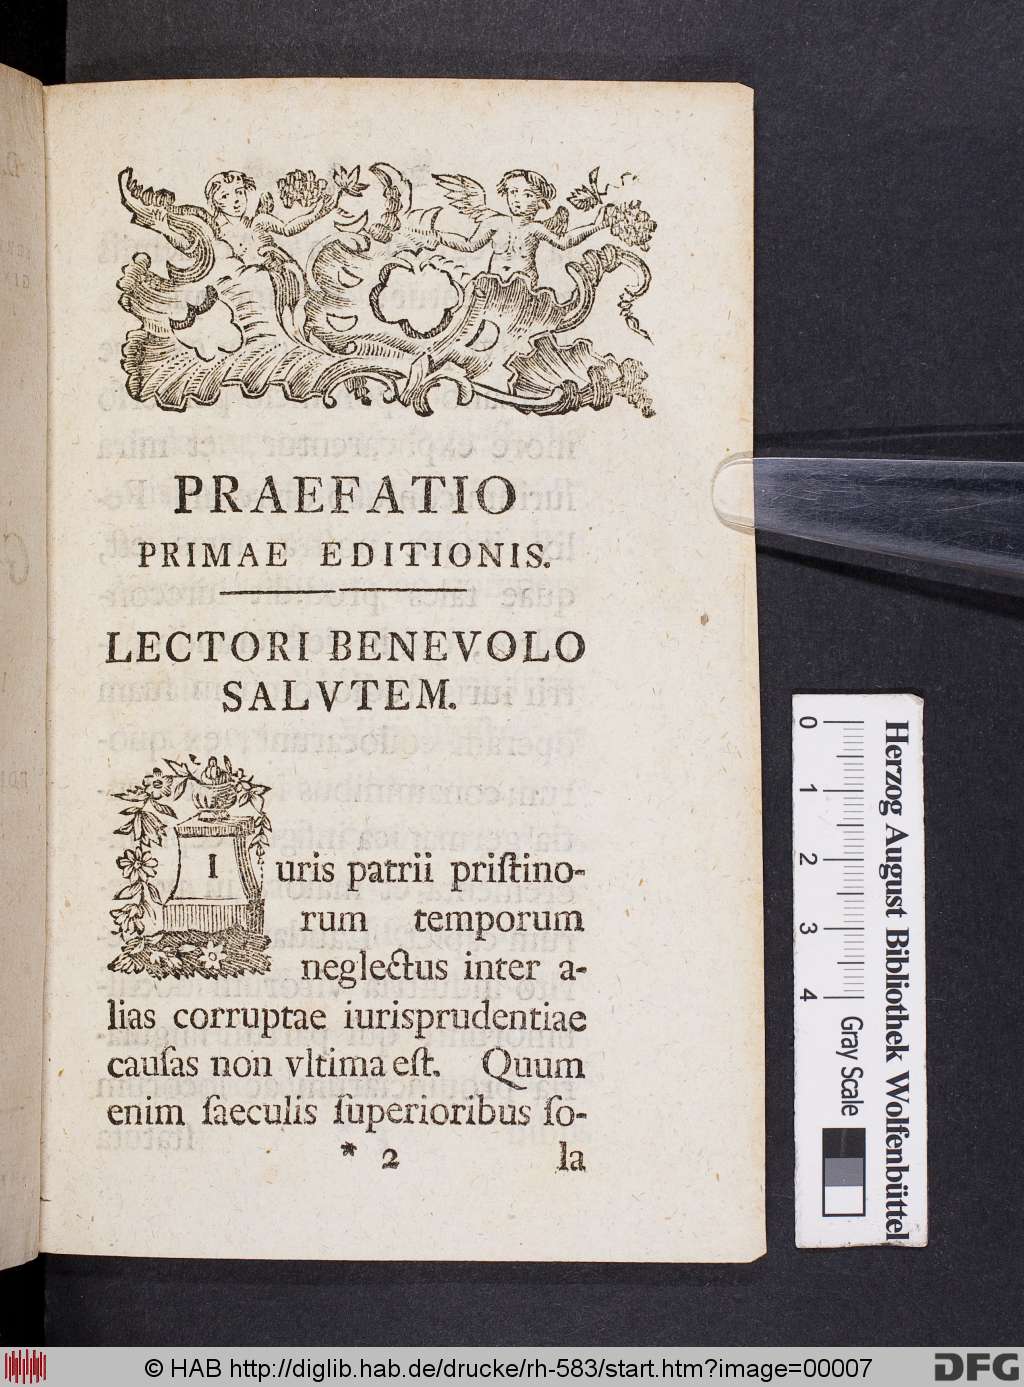 PRAEFATIO
PRIMAE EDITIONIS.
LECTORI BENEVOLO
SALVTEM.
Iuris patrii priſtino-
rum temporum
neglectus inter a-
lias corruptae iurisprudentiae
cauſas non vltima eſt. Quum
enim ſaeculis ſuperioribus ſo-
* 2 la
0 1 2 3 4
Gray Scale
Herzog August Bibliothek Wolfenbüttel
© HAB http://diglib.hab.de/drucke/rh-583/start.htm?image=00007
DFG